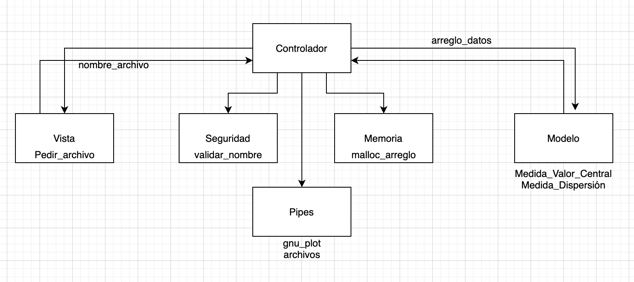 Controlador
arreglo_datos
nombre_archivo
Vista
Pedir_archivo
Seguridad
validar_nombre
Memoria
malloc_arreglo
Modelo
Medida_Valor_Central
Medida_Dispersión
Pipes
gnu_plot
archivos